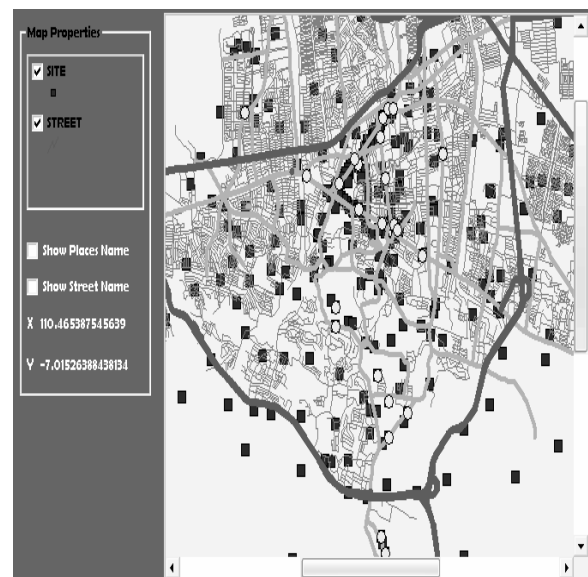 Map Properties
SITE
STREET
Show Places Name
Show Street Name
X 110.465387545639
Y -7.01526388438134